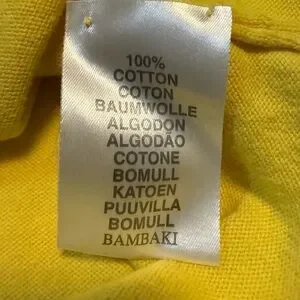 100%
COTTON
COTON
BAUMWOLLE
ALGODON
ALGODÃO
COTONE
BOMULL
KATOEN
PUUVILLA
BOMULL
BAMBAKI